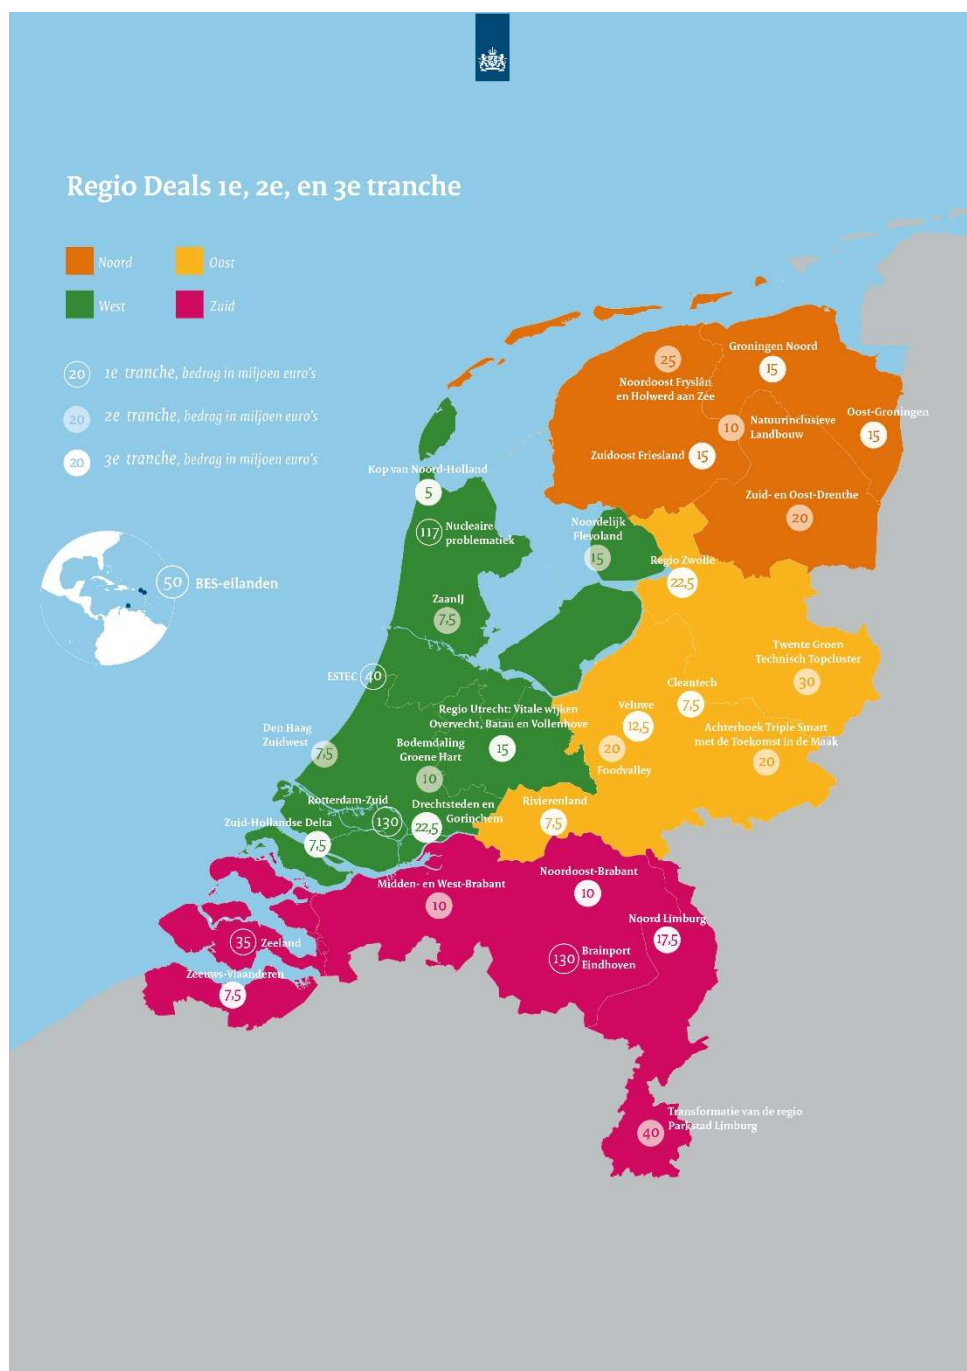 Regio Deals 1e, 2e, en 3e tranche
Noord
Oost
West
Zuid
20 1e tranche, bedrag in miljoen euro's
20 2e tranche, bedrag in miljoen euro's
20 3e tranche, bedrag in miljoen euro's
50 BES-eilanden
25
Noordoost Fryslân
en Holwerd aan Zee
Groningen Noord
15
10 Natuurinclusieve
Landbouw
Oost-Groningen
15
Zuidoost Friesland 15
Zuid- en Oost-Drenthe
20
Kop van Noord-Holland
5
117 Nucleaire
problematiek
Noordelijk
Flevoland
15
Regio Zwolle
22,5
ZaanIJ
7,5
Twente Groen
Technisch Topcluster
30
ESTEC 40
Cleantech
7,5
Regio Utrecht: Vitale wijken
Overvecht, Batau en Vollenhove
15
Veluwe
12,5
Achterhoek Triple Smart
met de Toekomst in de Maak
20
Den Haag
Zuidwest
7,5
Bodemdaling
Groene Hart
10
20
Foodvalley
Rotterdam-Zuid
130
Drechtsteden en
Gorinchem
22,5
Rivierenland
7,5
Zuid-Hollandse Delta
7,5
Midden- en West-Brabant
10
Noordoost-Brabant
10
Noord Limburg
17,5
35 Zeeland
130 Brainport
Eindhoven
Zeeuws-Vlaanderen
7,5
Transformatie van de regio
Parkstad Limburg
40